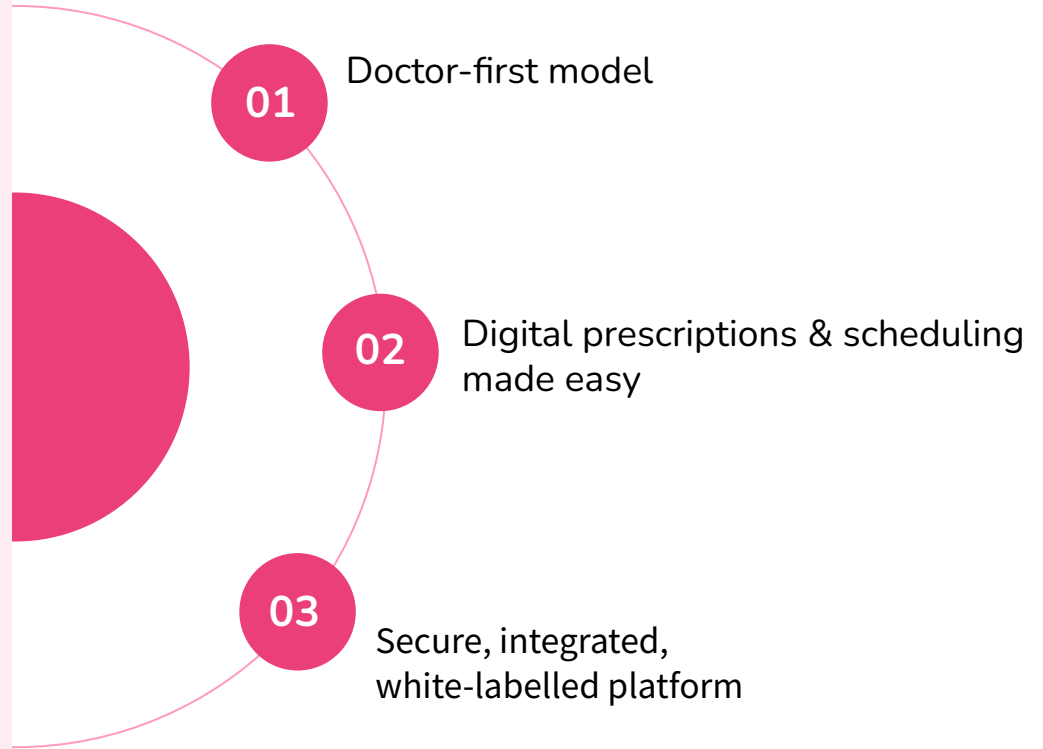 01
Doctor-first model
02
Digital prescriptions & scheduling
made easy
03
Secure, integrated,
white-labelled platform